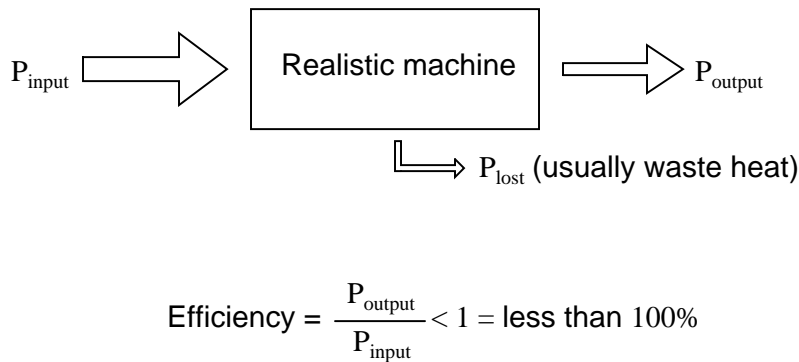 P_input Realistic machine P_output
P_lost (usually waste heat)
Efficiency = P_output / P_input < 1 = less than 100%